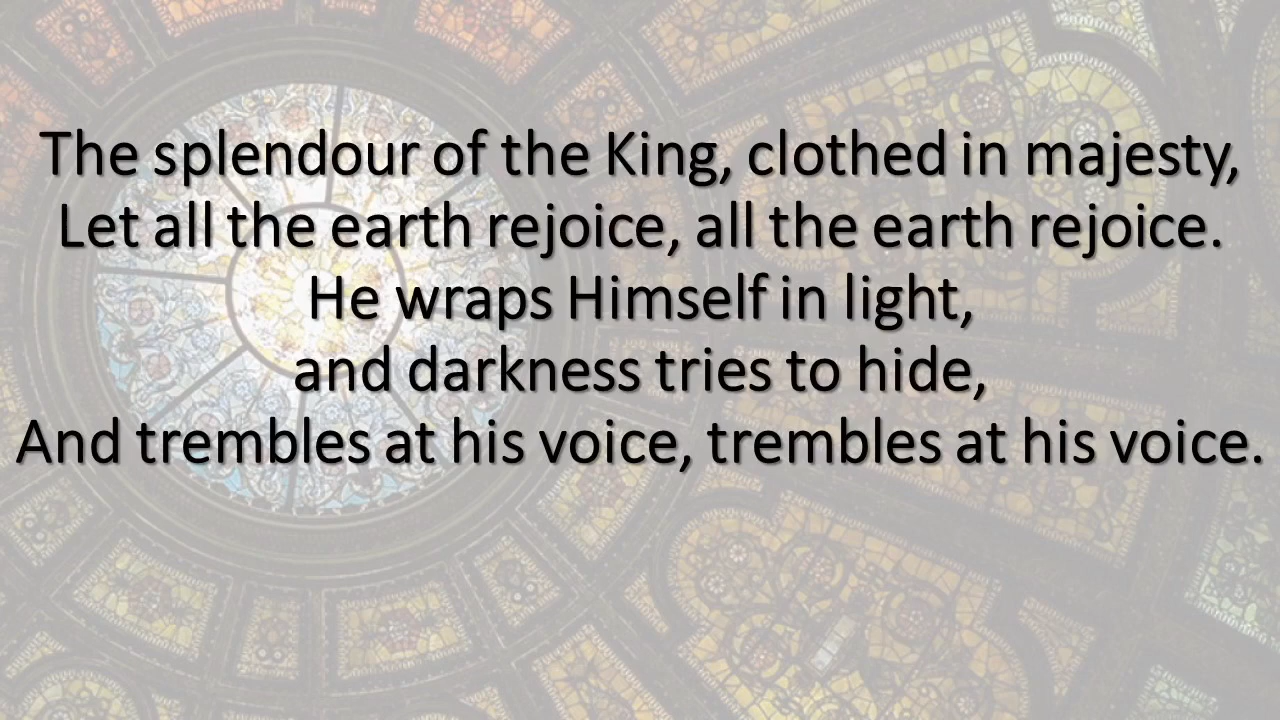 The splendour of the King, clothed in majesty,
Let all the earth rejoice, all the earth rejoice.
He wraps Himself in light,
and darkness tries to hide,
And trembles at his voice, trembles at his voice.